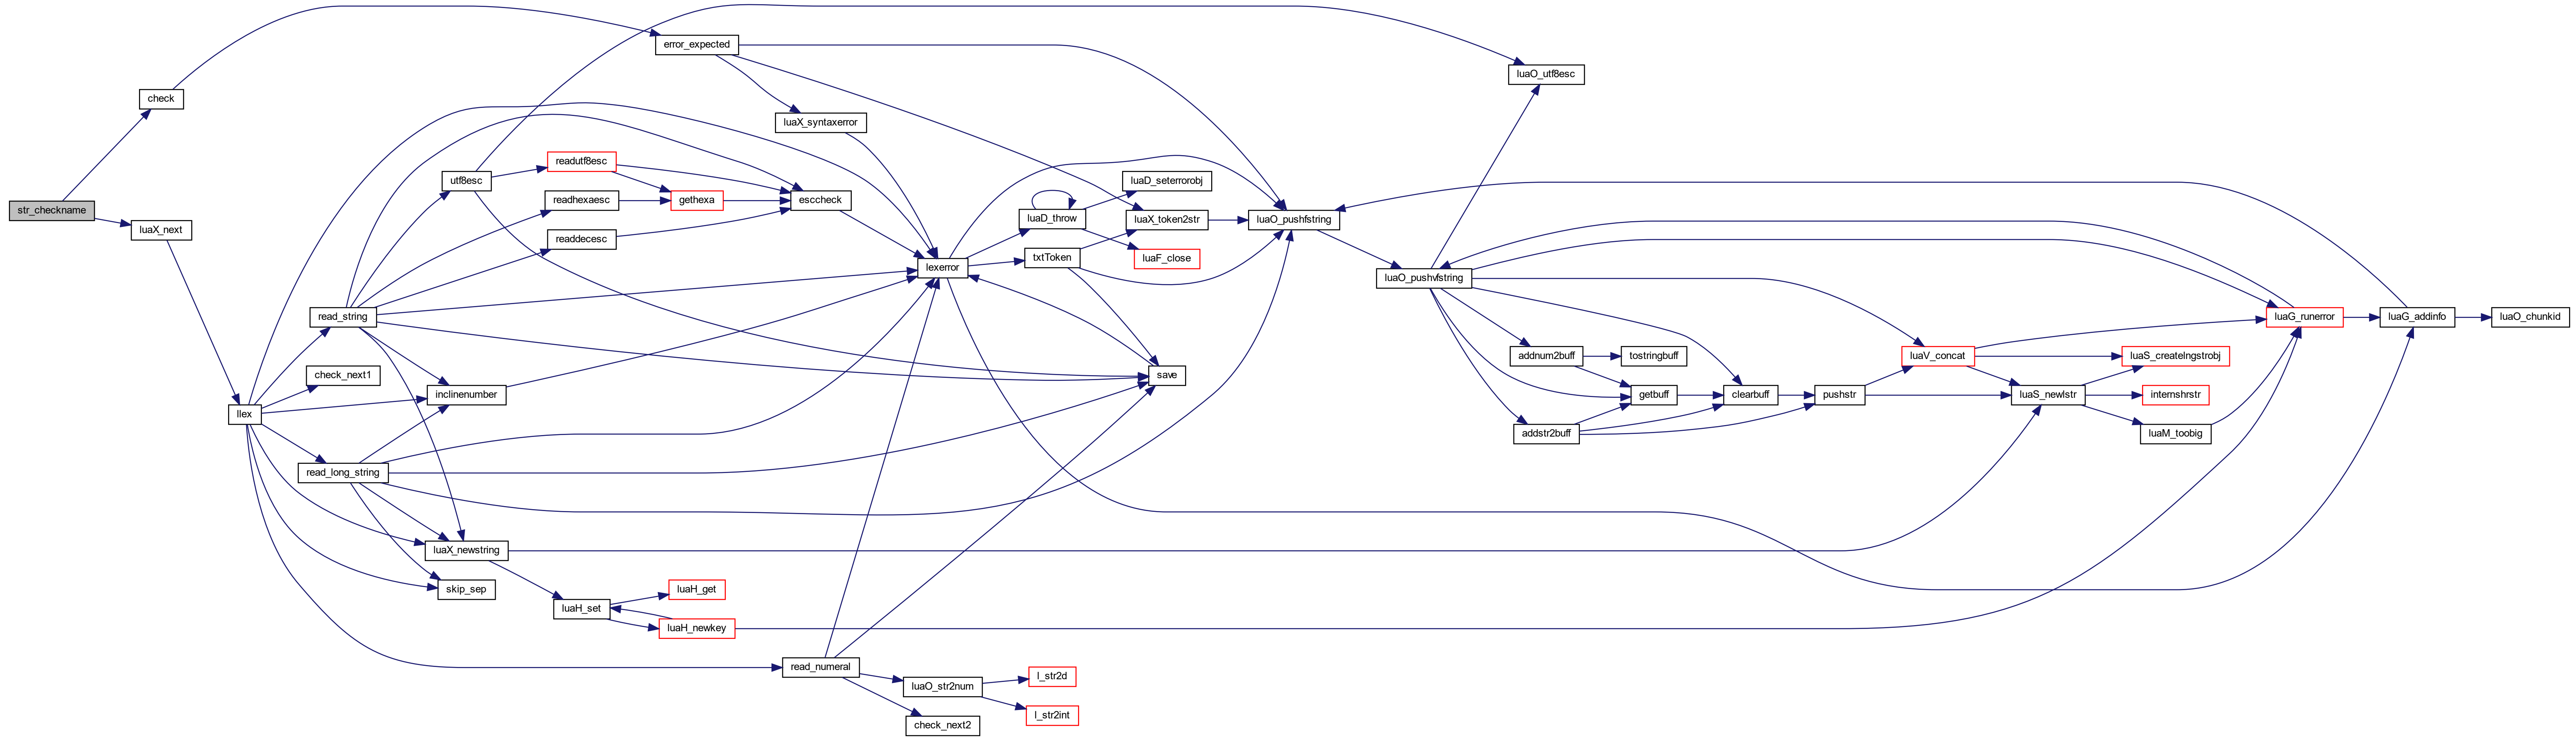 str_checkname
check
luaX_next
llex
read_string
check_next1
read_long_string
utf8esc
inclinenumber
luaX_newstring
skip_sep
readutf8esc
readhexaesc
readdecesc
luaH_set
error_expected
gethexa
luaH_get
luaH_newkey
luaX_syntaxerror
esccheck
read_numeral
lexerror
luaO_str2num
check_next2
luaD_throw
txtToken
l_str2d
l_str2int
luaD_seterrorobj
luaX_token2str
luaF_close
save
luaO_pushfstring
luaO_pushvfstring
luaO_utf8esc
addnum2buff
addstr2buff
tostringbuff
getbuff
clearbuff
pushstr
luaV_concat
luaS_newlstr
luaS_createlngstrobj
internshrstr
luaM_toobig
luaG_runerror
luaG_addinfo
luaO_chunkid